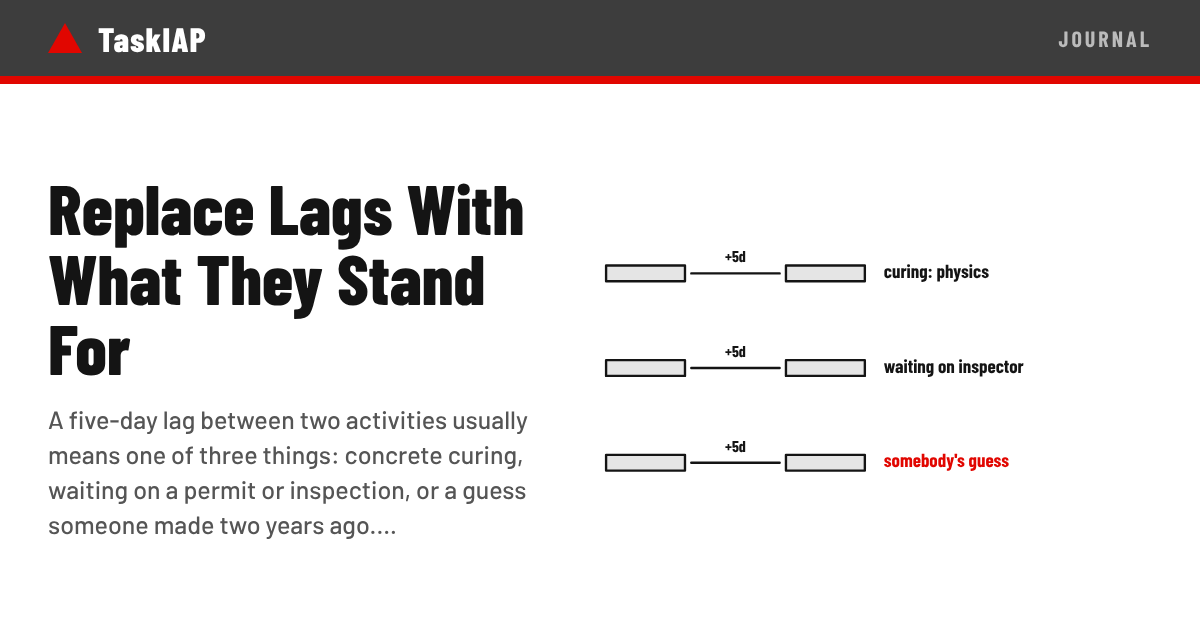 TaskIAP
JOURNAL
Replace Lags With
What They Stand
For
A five-day lag between two activities usually
means one of three things: concrete curing,
waiting on a permit or inspection, or a guess
someone made two years ago....
+5d
curing: physics
+5d
waiting on inspector
+5d
somebody's guess